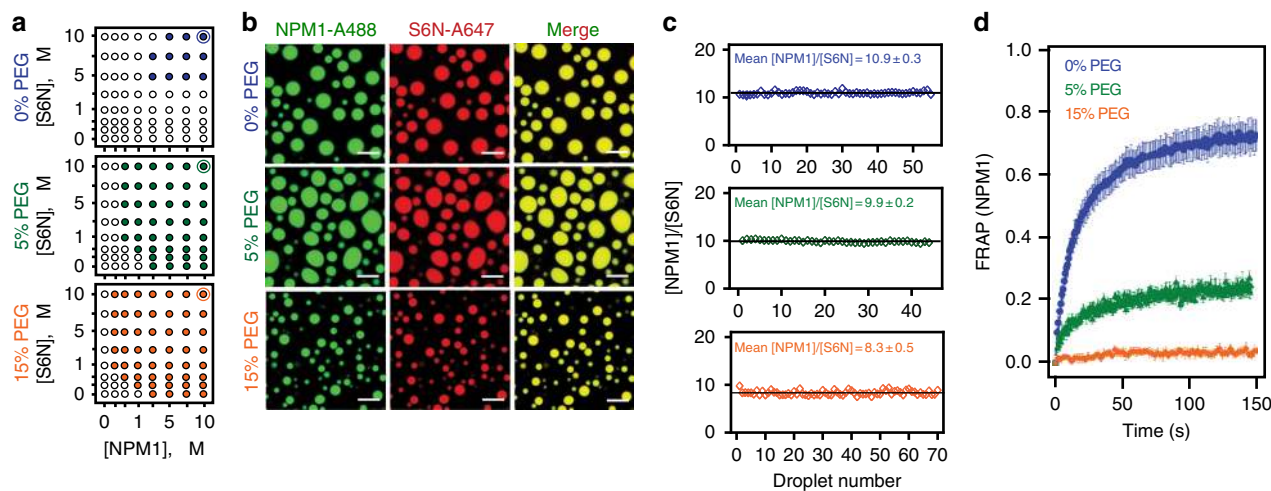 a
0% PEG
[S6N], M
10
5
1
0
5% PEG
[S6N], M
10
5
1
0
15% PEG
[S6N], M
10
5
1
0
0 1 5 10
[NPM1], M
b
NPM1-A488 S6N-A647 Merge
0% PEG
5% PEG
15% PEG
c
[NPM1]/[S6N]
20
10
0
Mean [NPM1]/[S6N] = 10.9 ± 0.3
0 10 20 30 40 50
20
10
0
Mean [NPM1]/[S6N] = 9.9 ± 0.2
0 10 20 30 40
20
10
0
Mean [NPM1]/[S6N] = 8.3 ± 0.5
0 10 20 30 40 50 60 70
Droplet number
d
FRAP (NPM1)
1.0
0.8
0.6
0.4
0.2
0.0
0% PEG
5% PEG
15% PEG
0 50 100 150
Time (s)